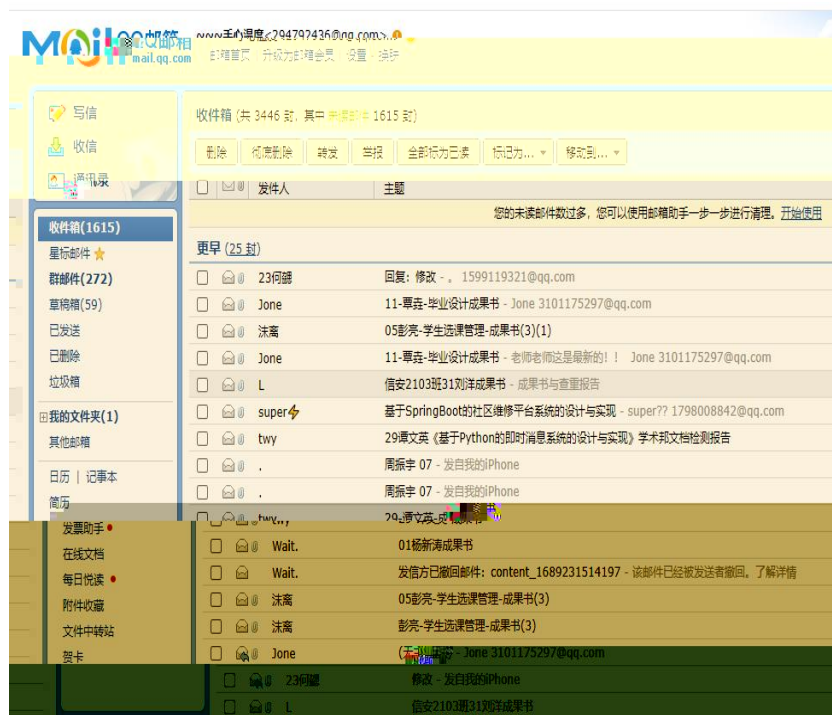 Mail QQ邮箱
mail.qq.com
294792436@qq.com>
邮箱首页 | 升级为邮箱会员 | 设置 - 换肤
写信
收信
通讯录
收件箱(1615)
星标邮件
群邮件(272)
草稿箱(59)
已发送
已删除
垃圾箱
我的文件夹(1)
其他邮箱
日历 | 记事本
简历
发票助手
在线文档
每日悦读
附件收藏
文件中转站
贺卡
收件箱 (共 3446 封, 其中 未读邮件 1615 封)
删除 彻底删除 转发 举报 全部标为已读 标记为... 移动到...
发件人 主题
您的未读邮件数过多，您可以使用邮箱助手一步一步进行清理。开始使用
更早 (25 封)
23何勰 回复: 修改 - 。 1599119321@qq.com
Jone 11-覃垚-毕业设计成果书 - Jone 3101175297@qq.com
沫离 05彭亮-学生选课管理-成果书(3)(1)
Jone 11-覃垚-毕业设计成果书 - 老师老师这是最新的！！ Jone 3101175297@qq.com
L 信安2103班31刘洋成果书 - 成果书与查重报告
super 基于SpringBoot的社区维修平台系统的设计与实现 - super?? 1798008842@qq.com
twy 29谭文英《基于Python的即时消息系统的设计与实现》学术邦文档检测报告
. 周振宇 07 - 发自我的iPhone
. 周振宇 07 - 发自我的iPhone
29-谭文英-成果书
Wait. 01杨新涛成果书
Wait. 发信方已撤回邮件: content_1689231514197 - 该邮件已经被发送者撤回。了解详情
沫离 05彭亮-学生选课管理-成果书(3)
沫离 彭亮-学生选课管理-成果书(3)
Jone - Jone 3101175297@qq.com
23何勰 修改 - 发自我的iPhone
L 信安2103班31刘洋成果书